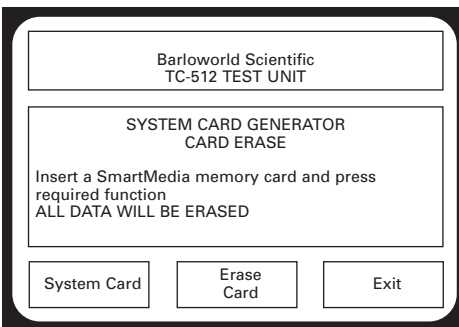 Barloworld Scientific
TC-512 TEST UNIT
SYSTEM CARD GENERATOR
CARD ERASE
Insert a SmartMedia memory card and press
required function
ALL DATA WILL BE ERASED
System Card
Erase
Card
Exit